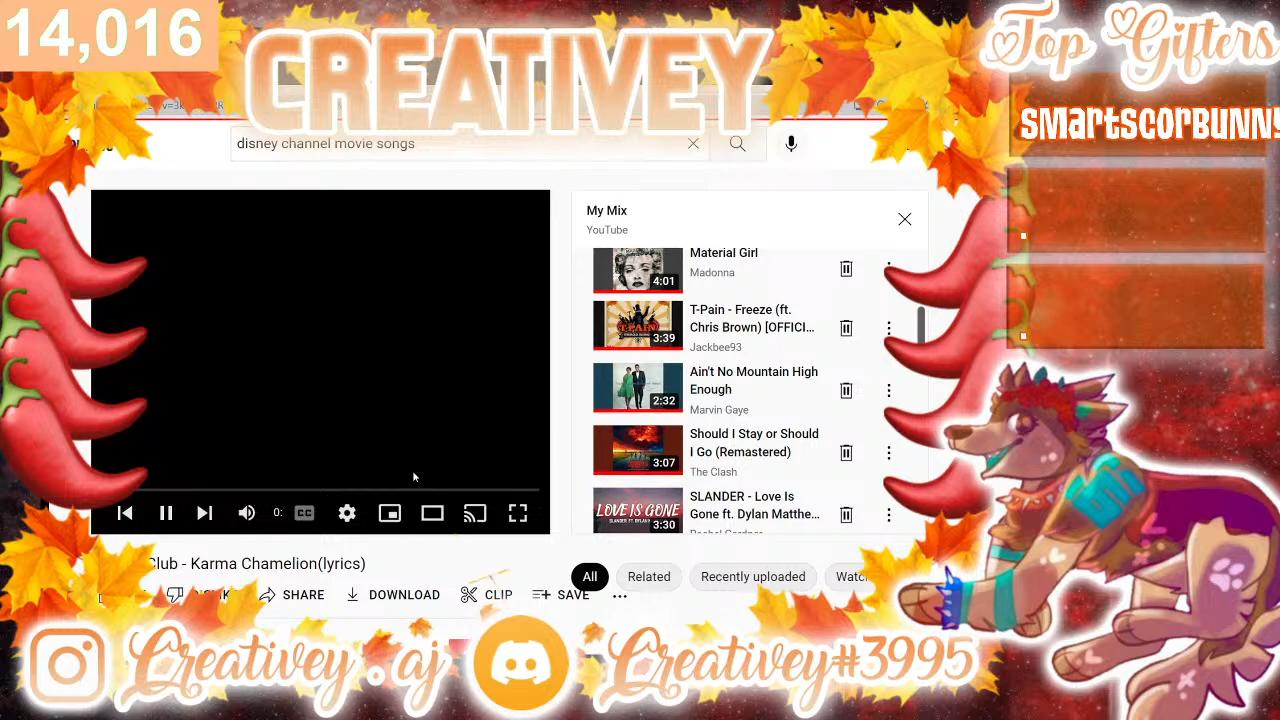 14,016
CREATIVEY
Top Gifters
SMARTSCORBUNNY
disney channel movie songs
My Mix
YouTube
Material Girl
Madonna
4:01
T-Pain - Freeze (ft.
Chris Brown) [OFFICI...
Jackbee93
3:39
Ain't No Mountain High
Enough
Marvin Gaye
2:32
Should I Stay or Should
I Go (Remastered)
The Clash
3:07
SLANDER - Love Is
Gone ft. Dylan Matthe...
LOVE IS GONE
3:30
0:
CC
Club - Karma Chamelion(lyrics)
SHARE
DOWNLOAD
CLIP
SAVE
All
Related
Recently uploaded
Creativey.aj
Creativey#3995